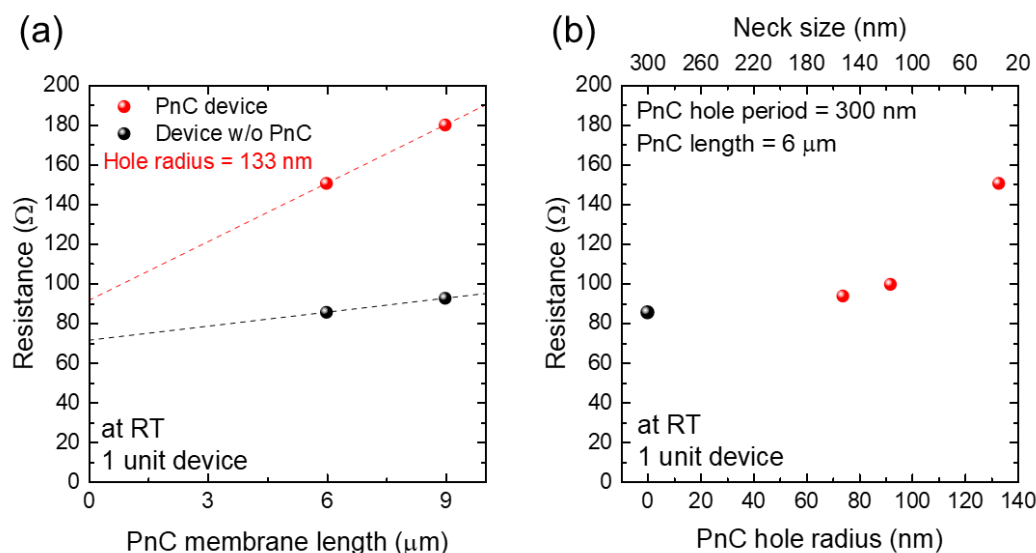 (a)
200
180
160
140
120
100
80
60
40
20
0
Resistance (Ω)
PnC device
Device w/o PnC
Hole radius = 133 nm
at RT
1 unit device
0 3 6 9
PnC membrane length (μm)
(b)
Neck size (nm)
300 260 220 180 140 100 60 20
200
180
160
140
120
100
80
60
40
20
0
Resistance (Ω)
PnC hole period = 300 nm
PnC length = 6 μm
at RT
1 unit device
0 20 40 60 80 100 120 140
PnC hole radius (nm)